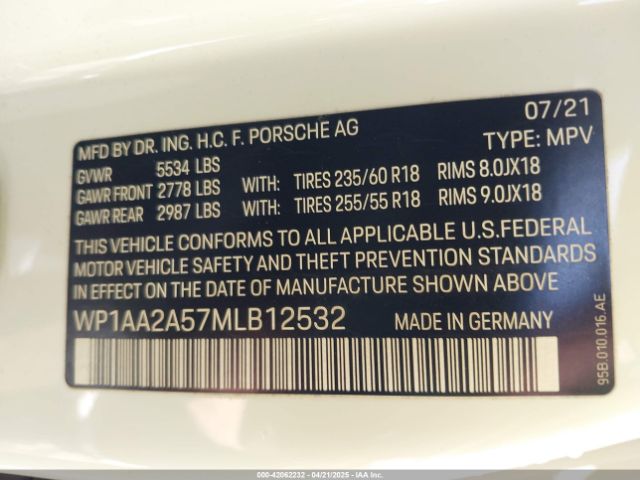 07/21
MFD BY DR. ING. H.C. F. PORSCHE AG
TYPE: MPV
GVWR 5534 LBS
GAWR FRONT 2778 LBS WITH: TIRES 235/60 R18 RIMS 8.0JX18
GAWR REAR 2987 LBS WITH: TIRES 255/55 R18 RIMS 9.0JX18
THIS VEHICLE CONFORMS TO ALL APPLICABLE U.S.FEDERAL
MOTOR VEHICLE SAFETY AND THEFT PREVENTION STANDARDS
IN EFFECT ON THE DATE OF MANUFACTURE SHOWN ABOVE
WP1AA2A57MLB12532 MADE IN GERMANY
95B.010.016.AE
000-42062232 - 04/21/2025 - IAA Inc.